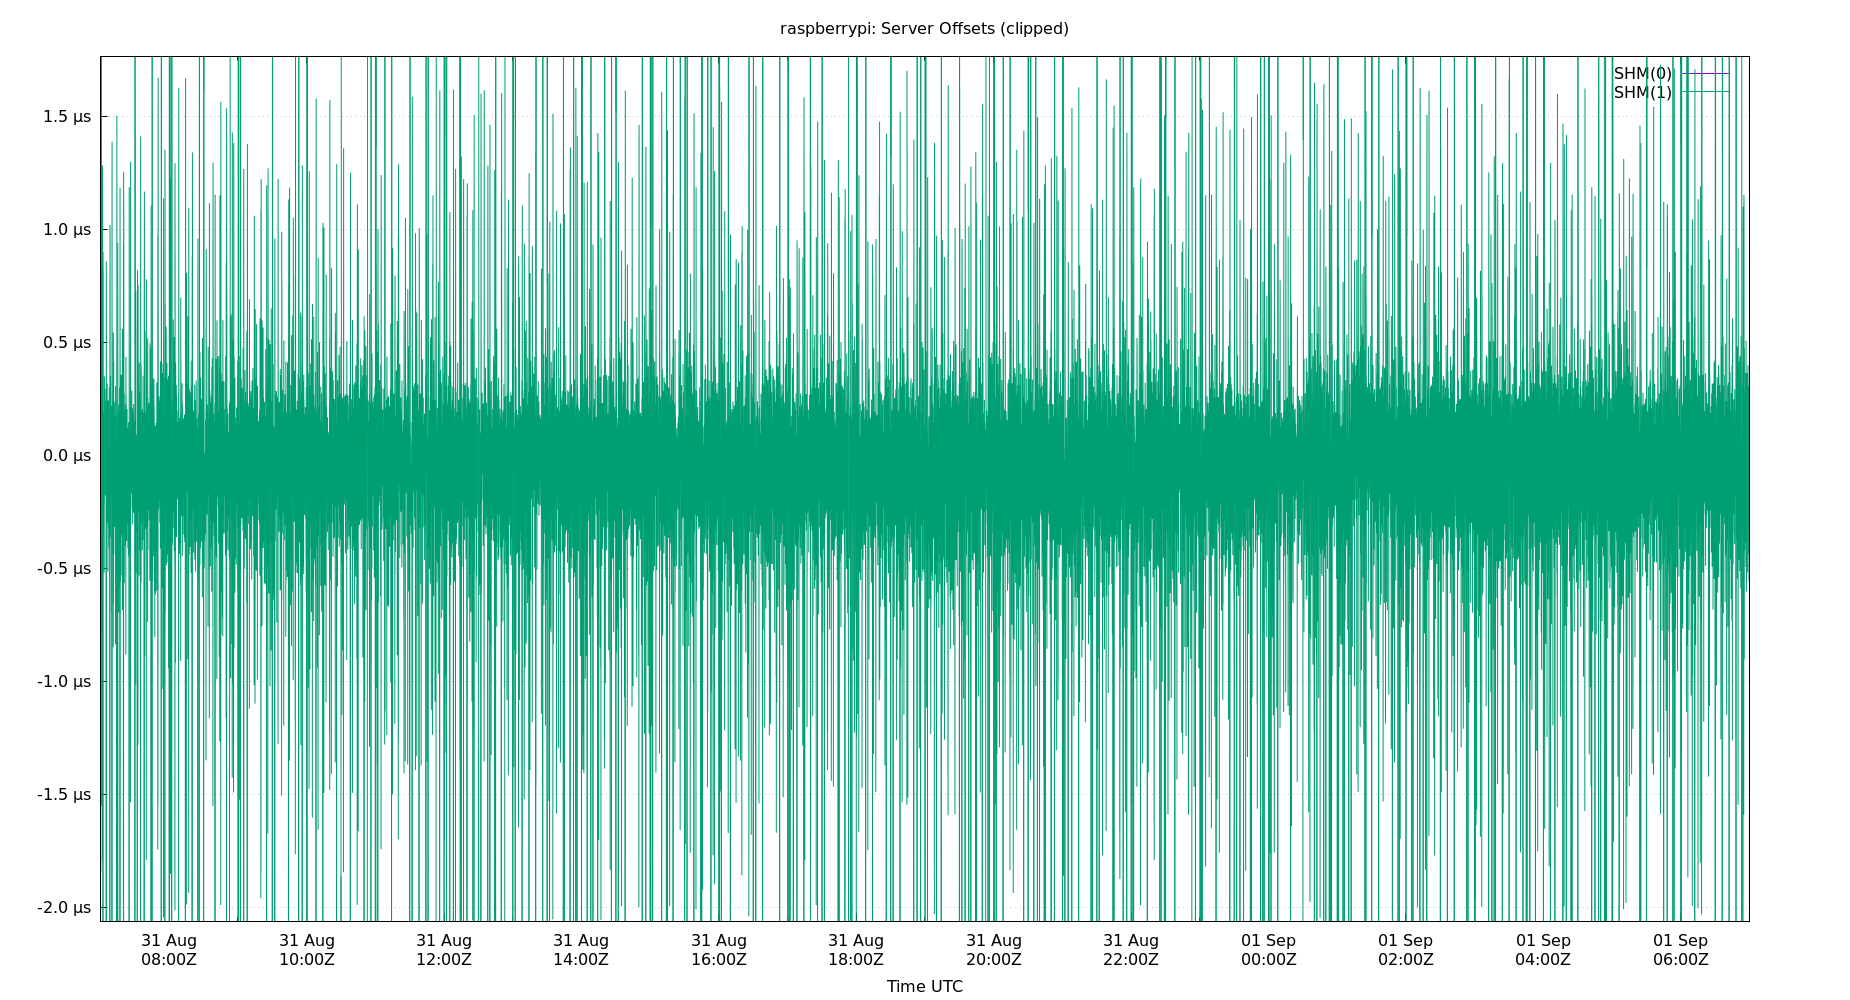 raspberrypi: Server Offsets (clipped)
SHM(0)
SHM(1)
1.5 µs
1.0 µs
0.5 µs
0.0 µs
-0.5 µs
-1.0 µs
-1.5 µs
-2.0 µs
31 Aug 31 Aug 31 Aug 31 Aug 31 Aug 31 Aug 31 Aug 31 Aug 01 Sep 01 Sep 01 Sep 01 Sep
08:00Z 10:00Z 12:00Z 14:00Z 16:00Z 18:00Z 20:00Z 22:00Z 00:00Z 02:00Z 04:00Z 06:00Z
Time UTC